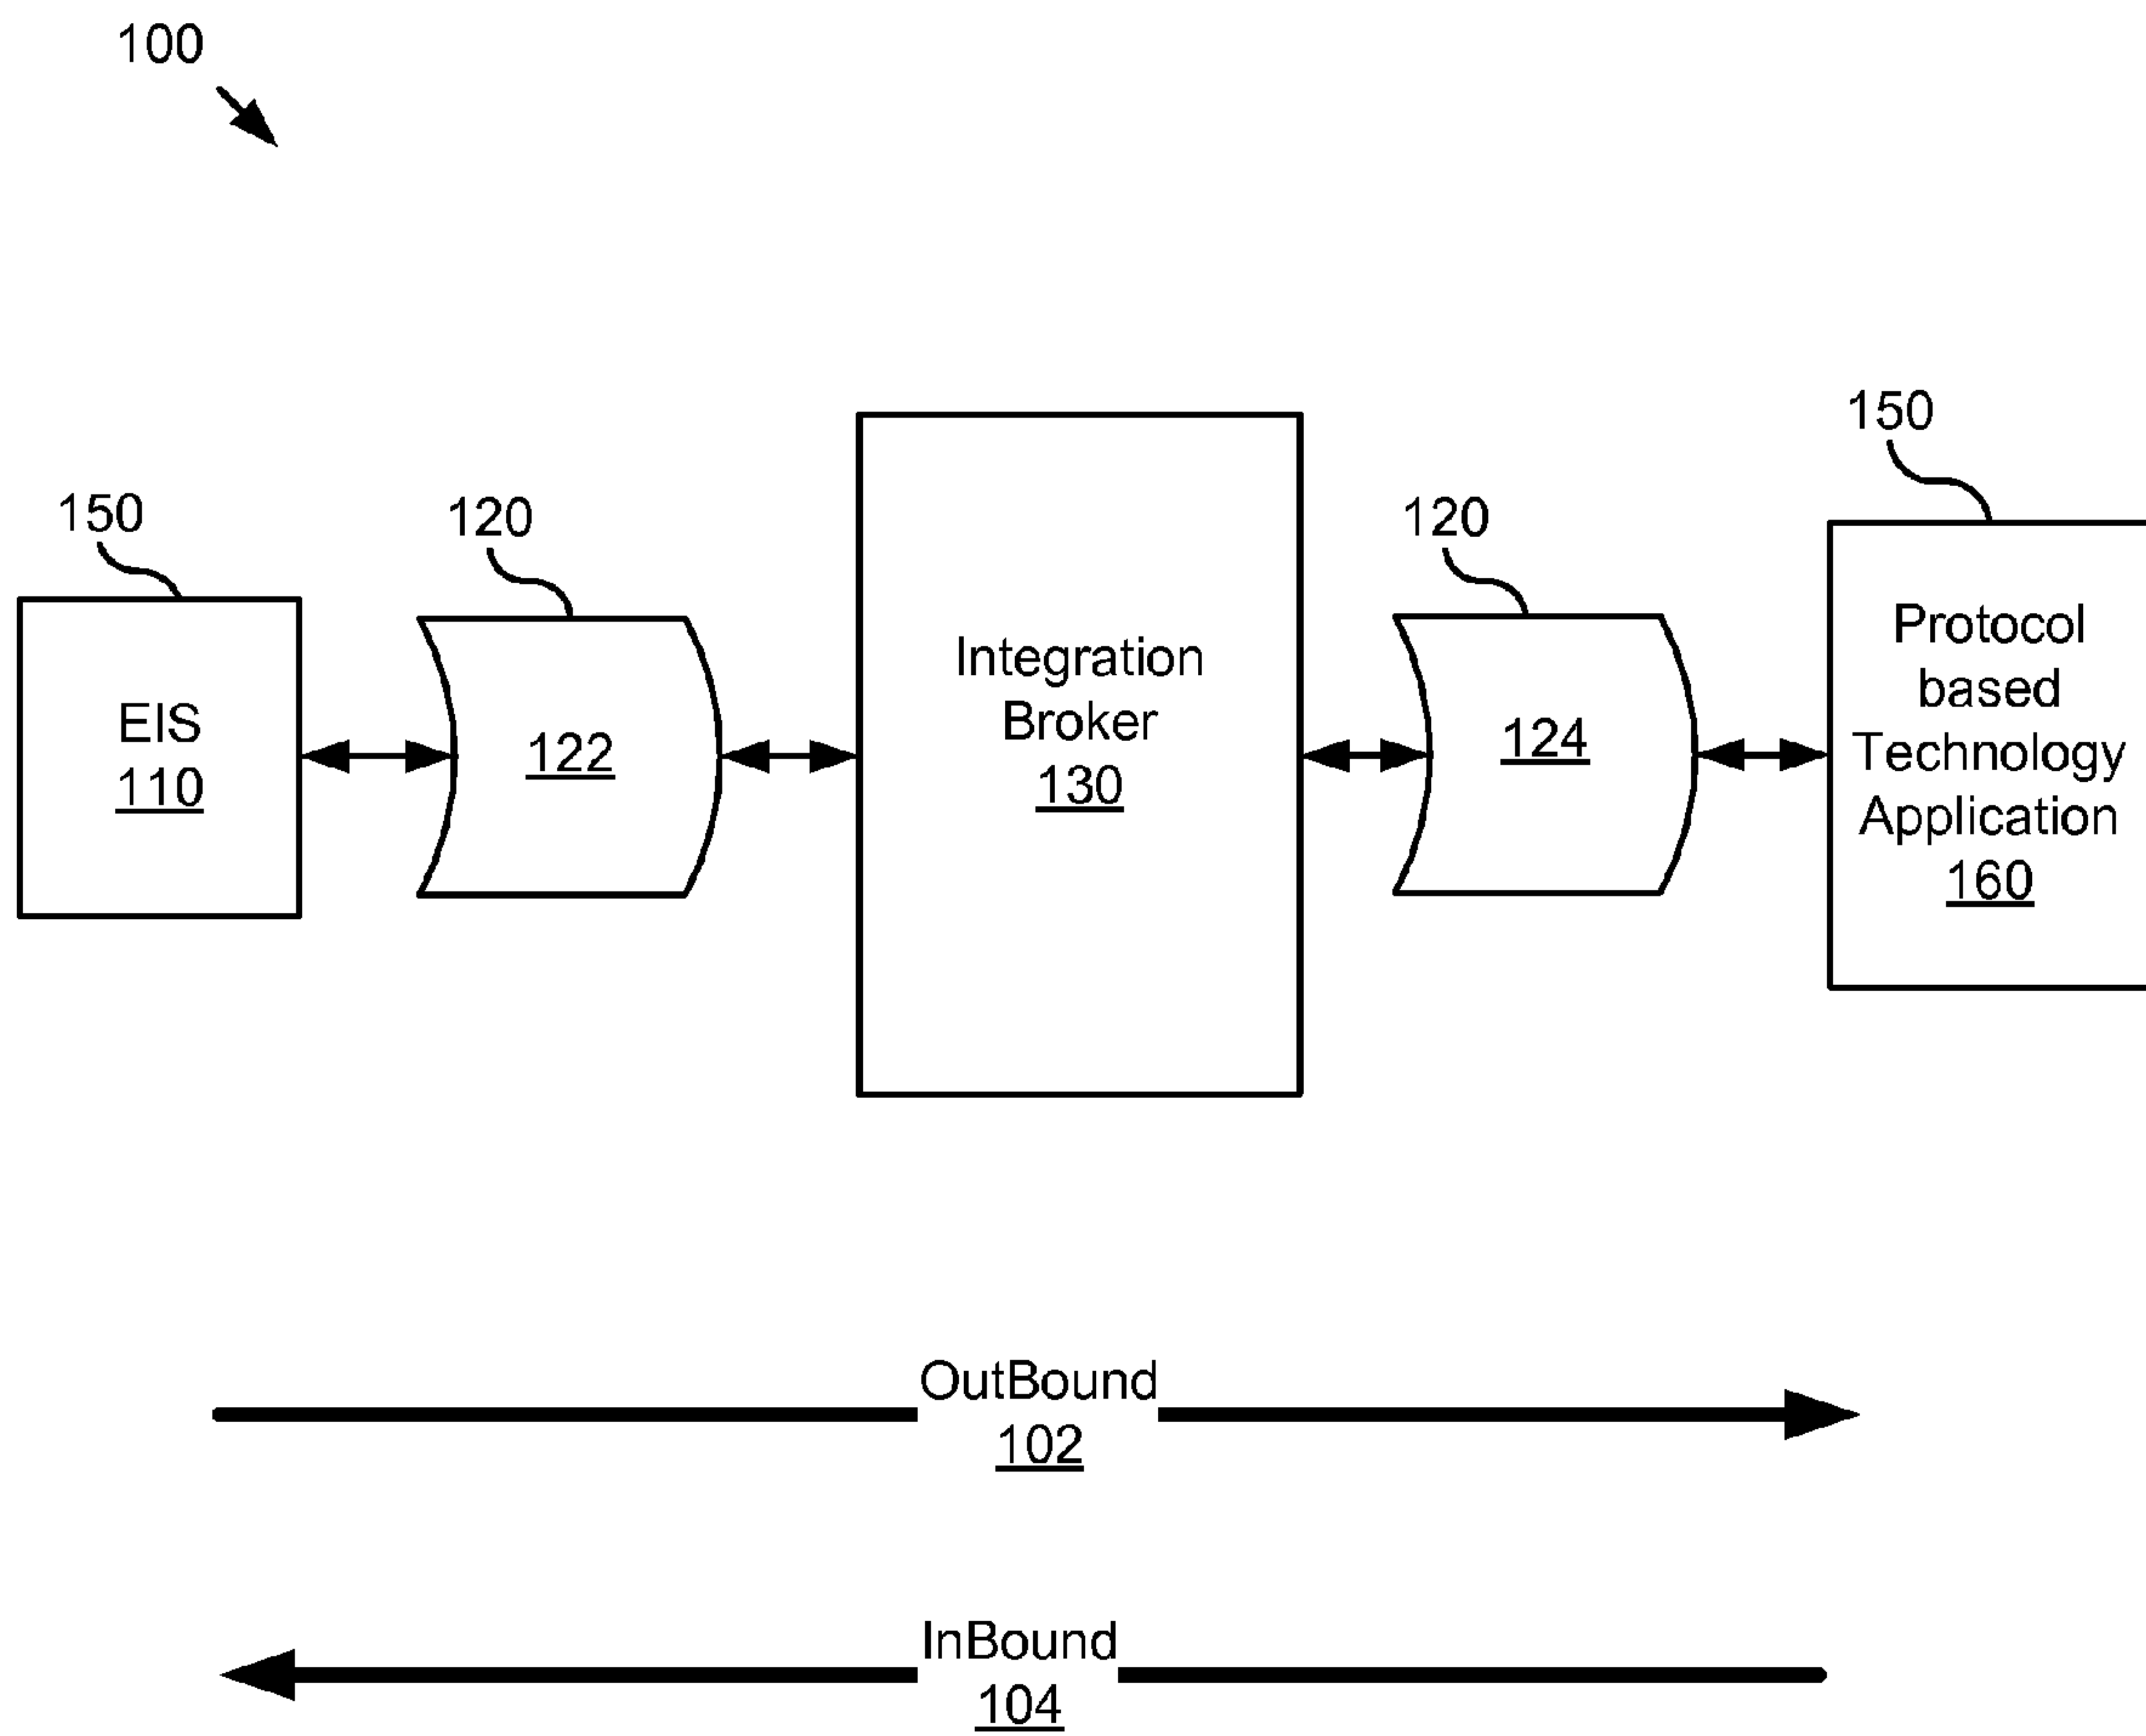 100
150
120
Integration
Broker
130
120
150
EIS
110
122
124
Protocol
based
Technology
Application
160
OutBound
102
InBound
104